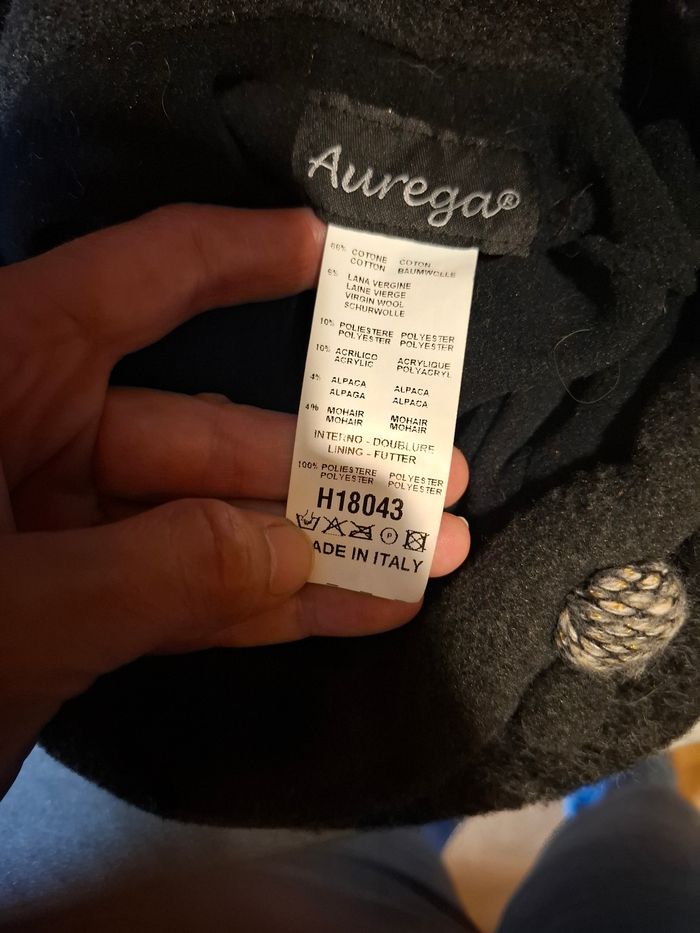 Aurega®
66% COTONE COTON
COTTON BAUMWOLLE
6% LANA VERGINE
LAINE VIERGE
VIRGIN WOOL
SCHURWOLLE
10% POLIESTERE POLYESTER
POLYESTER POLYESTER
10% ACRILICO ACRYLIQUE
ACRYLIC POLYACRYL
4% ALPACA ALPACA
ALPAGA ALPACA
4% MOHAIR MOHAIR
MOHAIR MOHAIR
INTERNO - DOUBLURE
LINING - FUTTER
100% POLIESTERE POLYESTER
POLYESTER POLYESTER
H18043
P
ADE IN ITALY